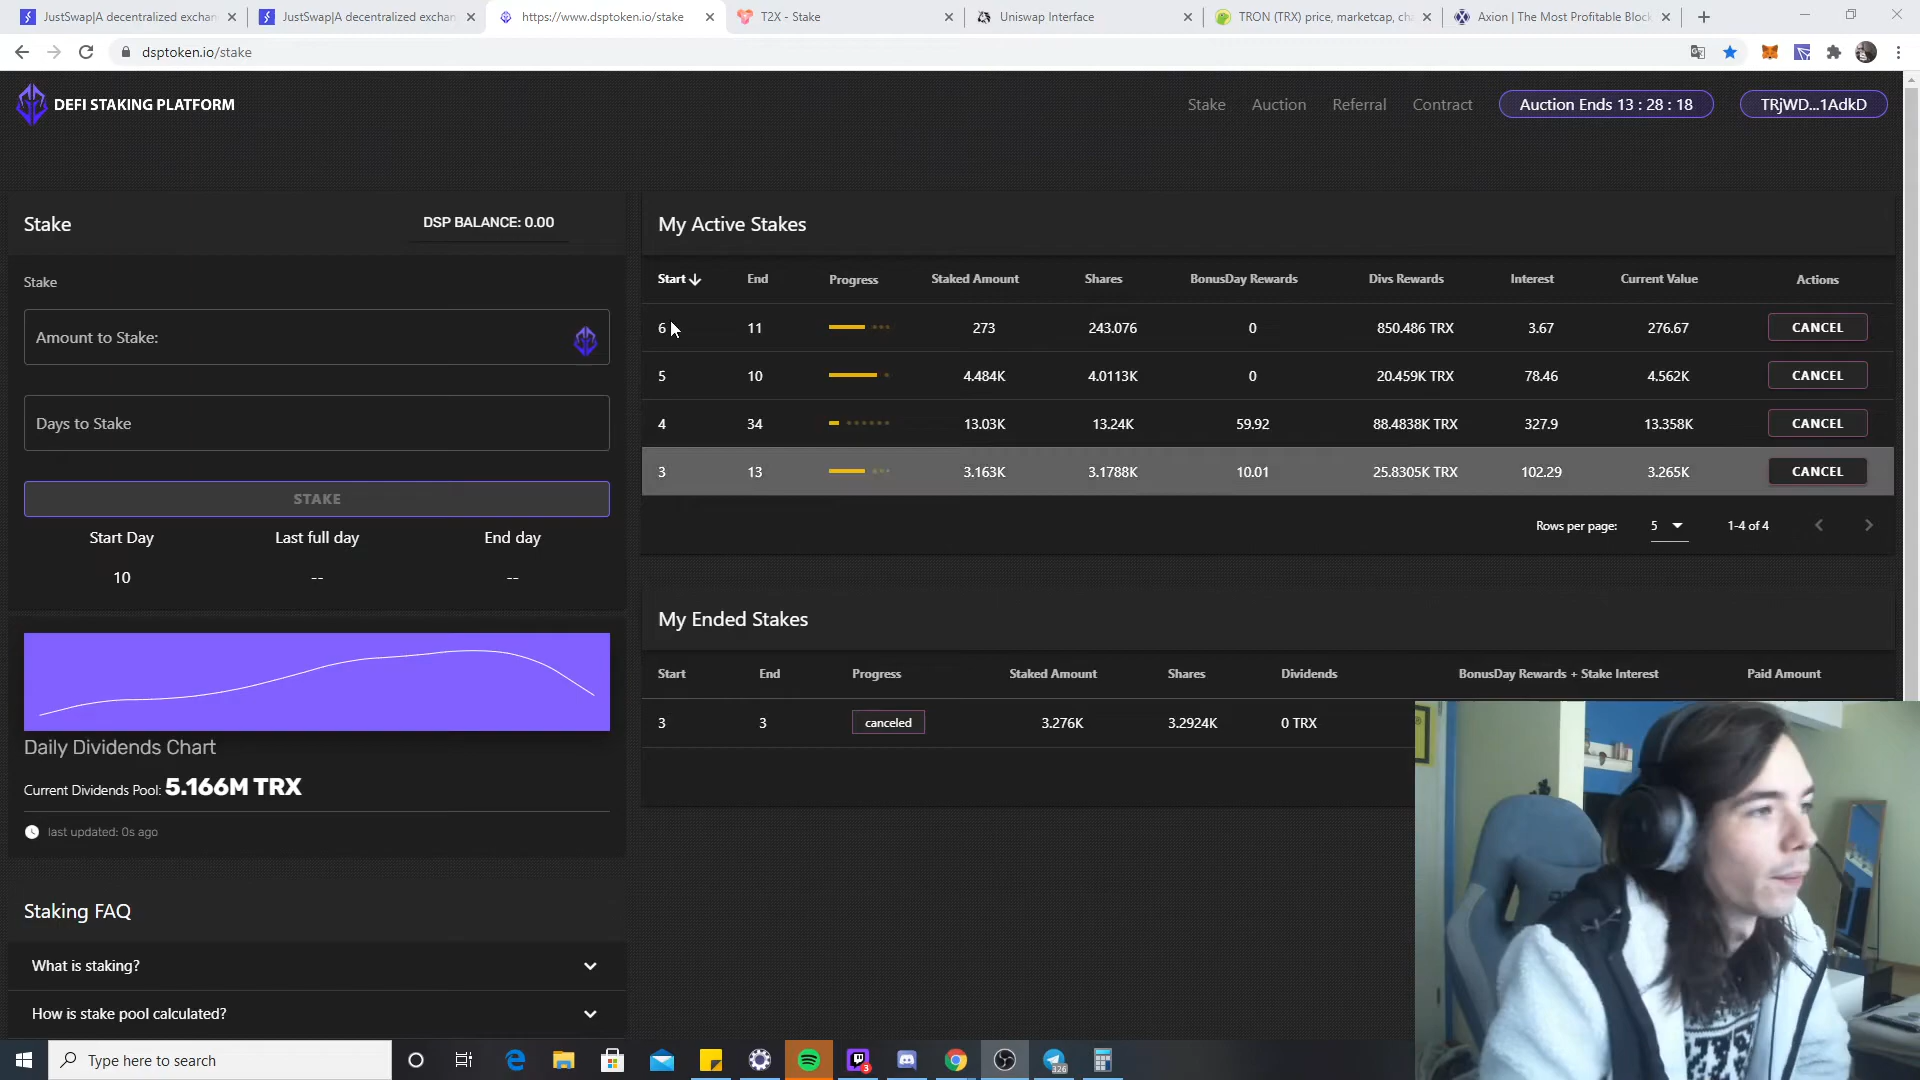 JustSwap|A decentralized exchan
JustSwap|A decentralized exchan
https://www.dsptoken.io/stake
T2X - Stake
Uniswap Interface
TRON (TRX) price, marketcap, ch
Axion | The Most Profitable Block
dsptoken.io/stake
DEFI STAKING PLATFORM
Stake
Auction
Referral
Contract
Auction Ends 13 : 28 : 18
TRjWD...1AdkD
Stake
DSP BALANCE: 0.00
Stake
Amount to Stake:
Days to Stake
STAKE
Start Day Last full day End day
10 -- --
Daily Dividends Chart
Current Dividends Pool: 5.166M TRX
last updated: 0s ago
Staking FAQ
What is staking?
How is stake pool calculated?
My Active Stakes
Start End Progress Staked Amount Shares BonusDay Rewards Divs Rewards Interest Current Value Actions
6 11 273 243.076 0 850.486 TRX 3.67 276.67 CANCEL
5 10 4.484K 4.0113K 0 20.459K TRX 78.46 4.562K CANCEL
4 34 13.03K 13.24K 59.92 88.4838K TRX 327.9 13.358K CANCEL
3 13 3.163K 3.1788K 10.01 25.8305K TRX 102.29 3.265K CANCEL
Rows per page: 5 1-4 of 4
My Ended Stakes
Start End Progress Staked Amount Shares Dividends BonusDay Rewards + Stake Interest Paid Amount
3 3 canceled 3.276K 3.2924K 0 TRX
Type here to search
3
326